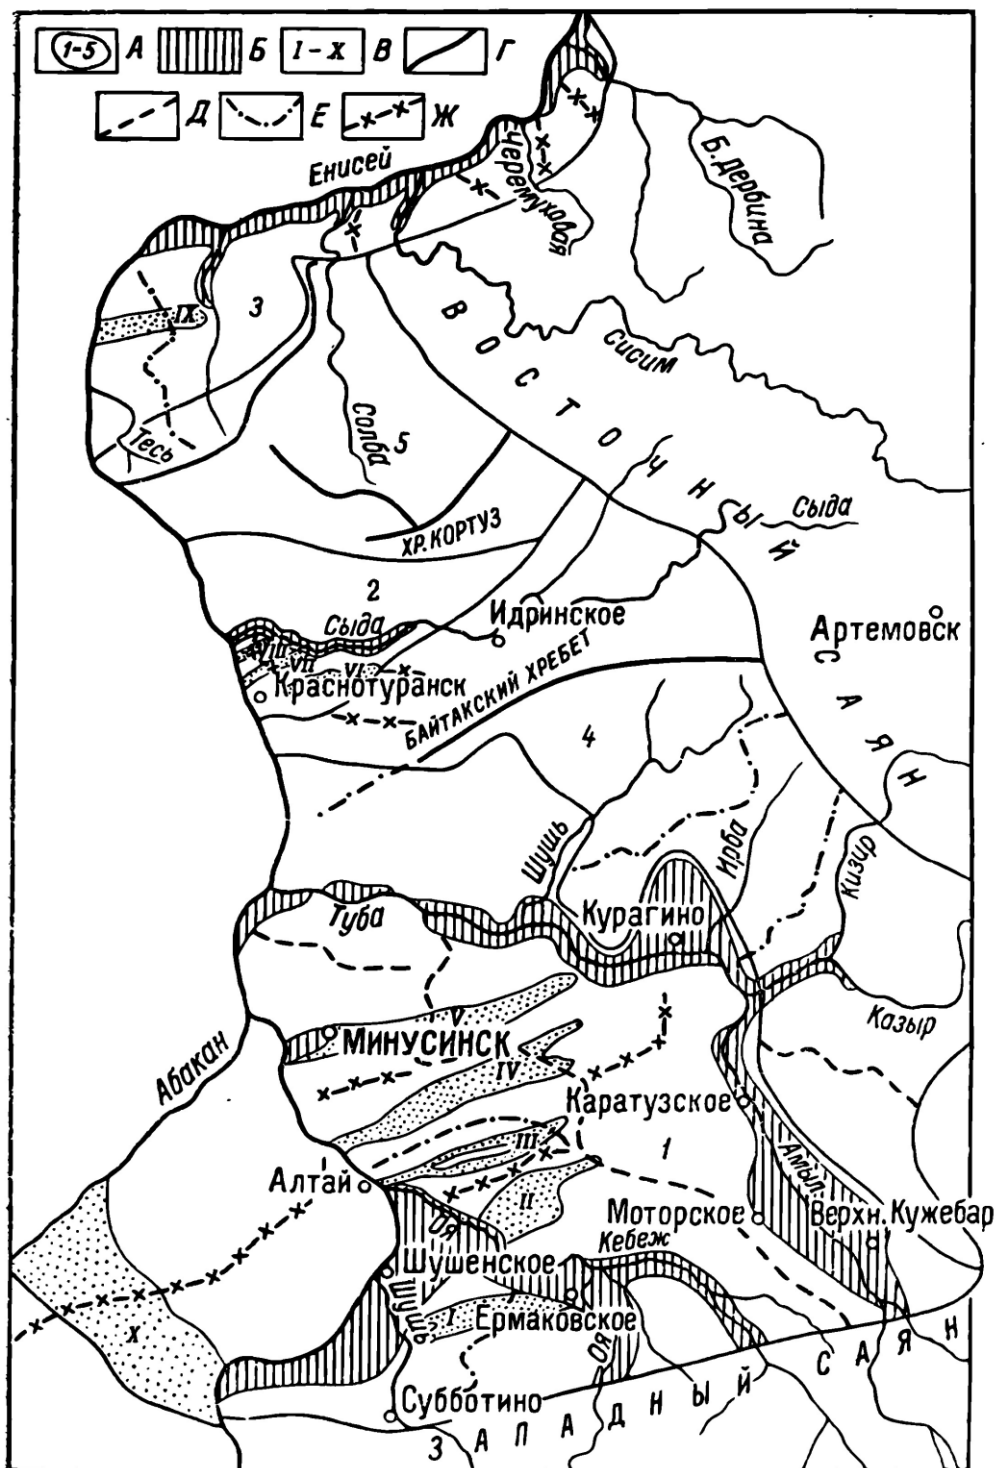 1-5 А Б I-X В Г
Д Е Ж
Енисей
Черемуховая
Б. Дербина
IX
3
ВОСТОЧНЫЙ
Сисим
Тесь
Солба
5
ХР. КОРТУЗ
Сыда
2
Сыда
Идринское
Артемовск
VIII
VII
VI
Краснотуранск
БАЙТАКСКИЙ ХРЕБЕТ
САЯН
4
Шушь
Ирба
Кизир
Туба
Курагино
V
Казыр
МИНУСИНСК
Абакан
IV
Каратузское
III
1
Амыл
Алтай
II
Оя
Моторское
Верхн. Кужебар
Кебеж
Шушенское
Шушь
I
Ермаковское
X
Оя
Субботино
ЗАПАДНЫЙ САЯН